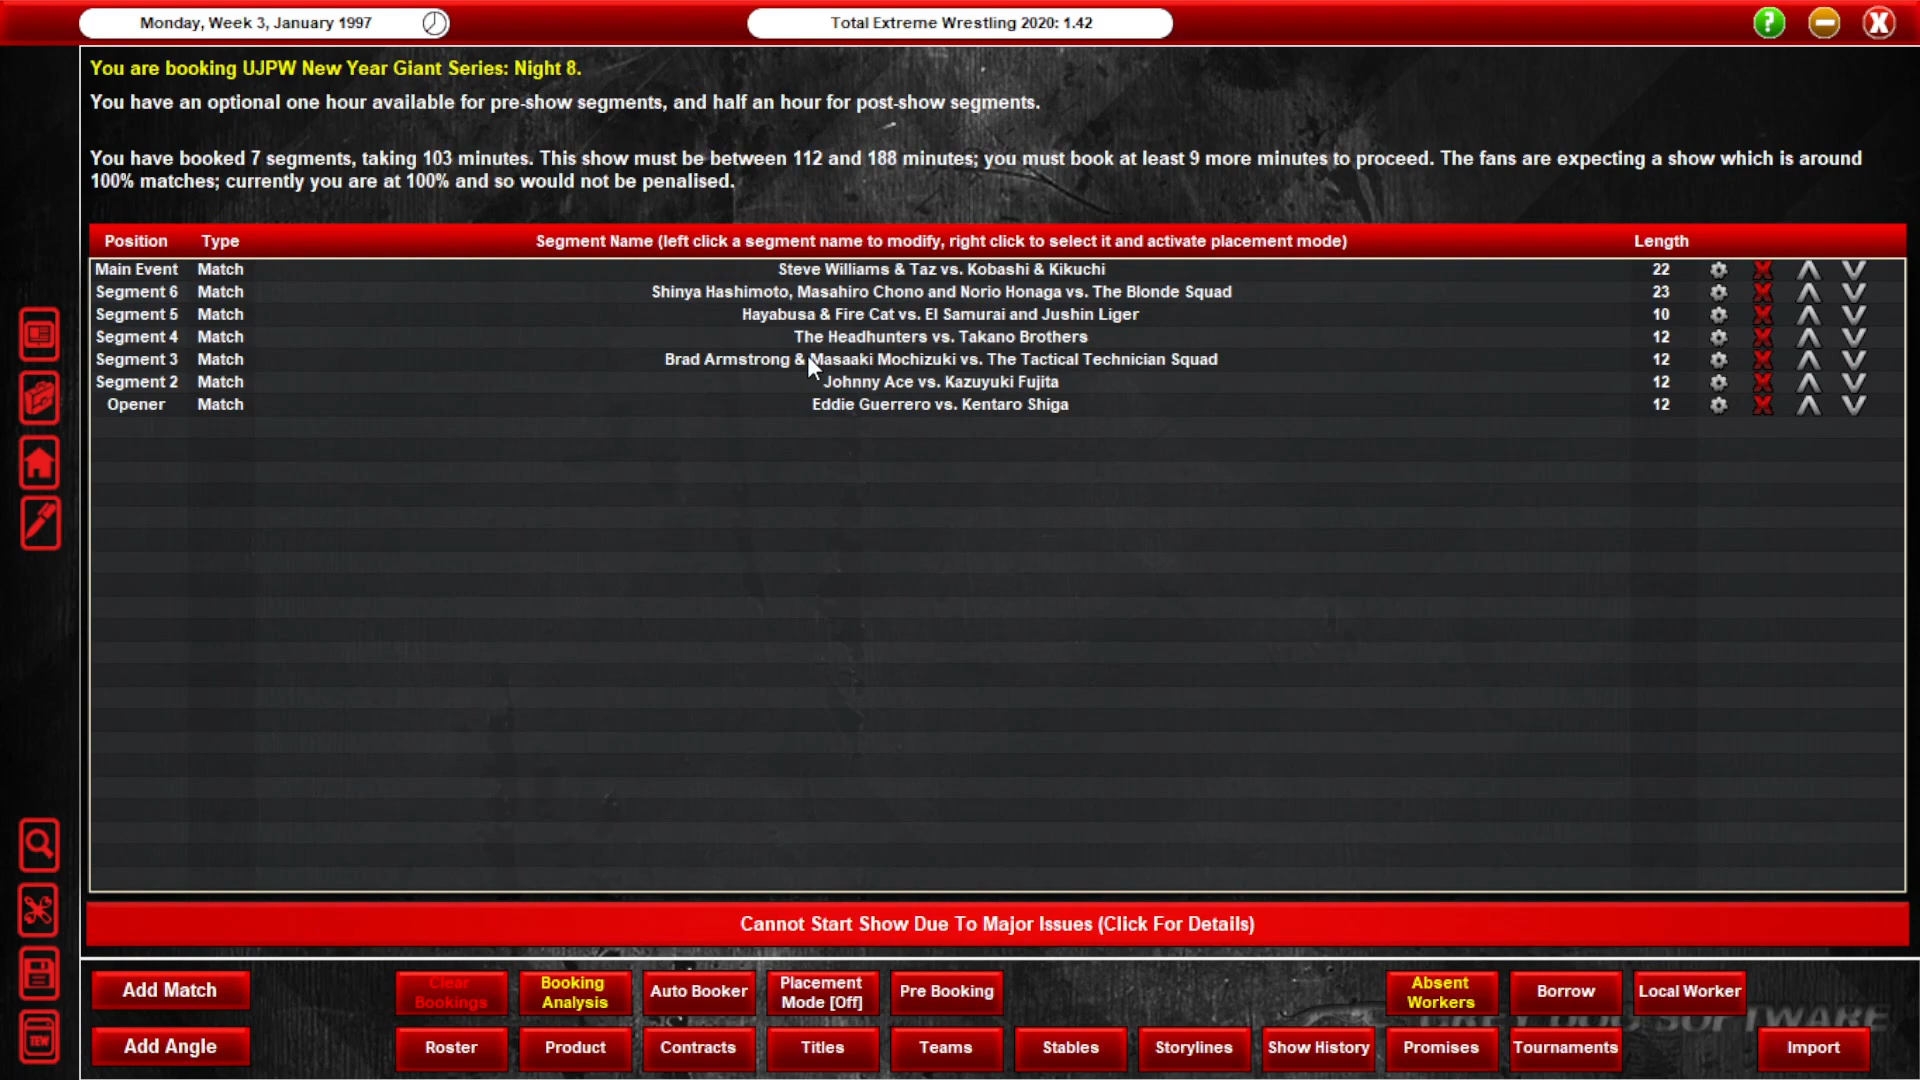 Monday, Week 3, January 1997
Total Extreme Wrestling 2020: 1.42
?
X
You are booking UJPW New Year Giant Series: Night 8.
You have an optional one hour available for pre-show segments, and half an hour for post-show segments.
You have booked 7 segments, taking 103 minutes. This show must be between 112 and 188 minutes; you must book at least 9 more minutes to proceed. The fans are expecting a show which is around
100% matches; currently you are at 100% and so would not be penalised.
Position Type Segment Name (left click a segment name to modify, right click to select it and activate placement mode) Length
Main Event Match Steve Williams & Taz vs. Kobashi & Kikuchi 22
Segment 6 Match Shinya Hashimoto, Masahiro Chono and Norio Honaga vs. The Blonde Squad 23
Segment 5 Match Hayabusa & Fire Cat vs. El Samurai and Jushin Liger 10
Segment 4 Match The Headhunters vs. Takano Brothers 12
Segment 3 Match Brad Armstrong & Masaaki Mochizuki vs. The Tactical Technician Squad 12
Segment 2 Match Johnny Ace vs. Kazuyuki Fujita 12
Opener Match Eddie Guerrero vs. Kentaro Shiga 12
Cannot Start Show Due To Major Issues (Click For Details)
Add Match
Clear Bookings
Booking Analysis
Auto Booker
Placement Mode [Off]
Pre Booking
Absent Workers
Borrow
Local Worker
GREY DOG SOFTWARE
Add Angle
Roster
Product
Contracts
Titles
Teams
Stables
Storylines
Show History
Promises
Tournaments
Import
TEW